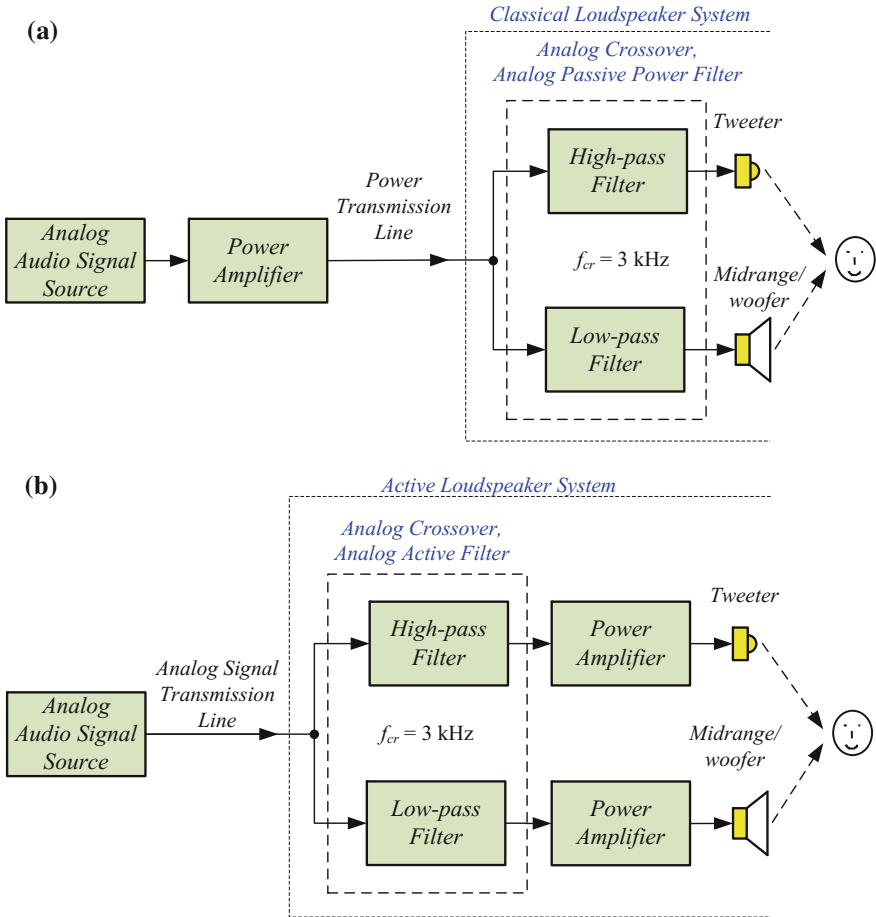 (a)
Classical Loudspeaker System
Analog Crossover,
Analog Passive Power Filter
Tweeter
High-pass
Filter
Power
Transmission
Line
Analog
Audio Signal
Source
Power
Amplifier
f_cr = 3 kHz
Midrange/
woofer
Low-pass
Filter
(b)
Active Loudspeaker System
Analog Crossover,
Analog Active Filter
Tweeter
High-pass
Filter
Power
Amplifier
Analog Signal
Transmission
Line
Analog
Audio Signal
Source
f_cr = 3 kHz
Midrange/
woofer
Low-pass
Filter
Power
Amplifier